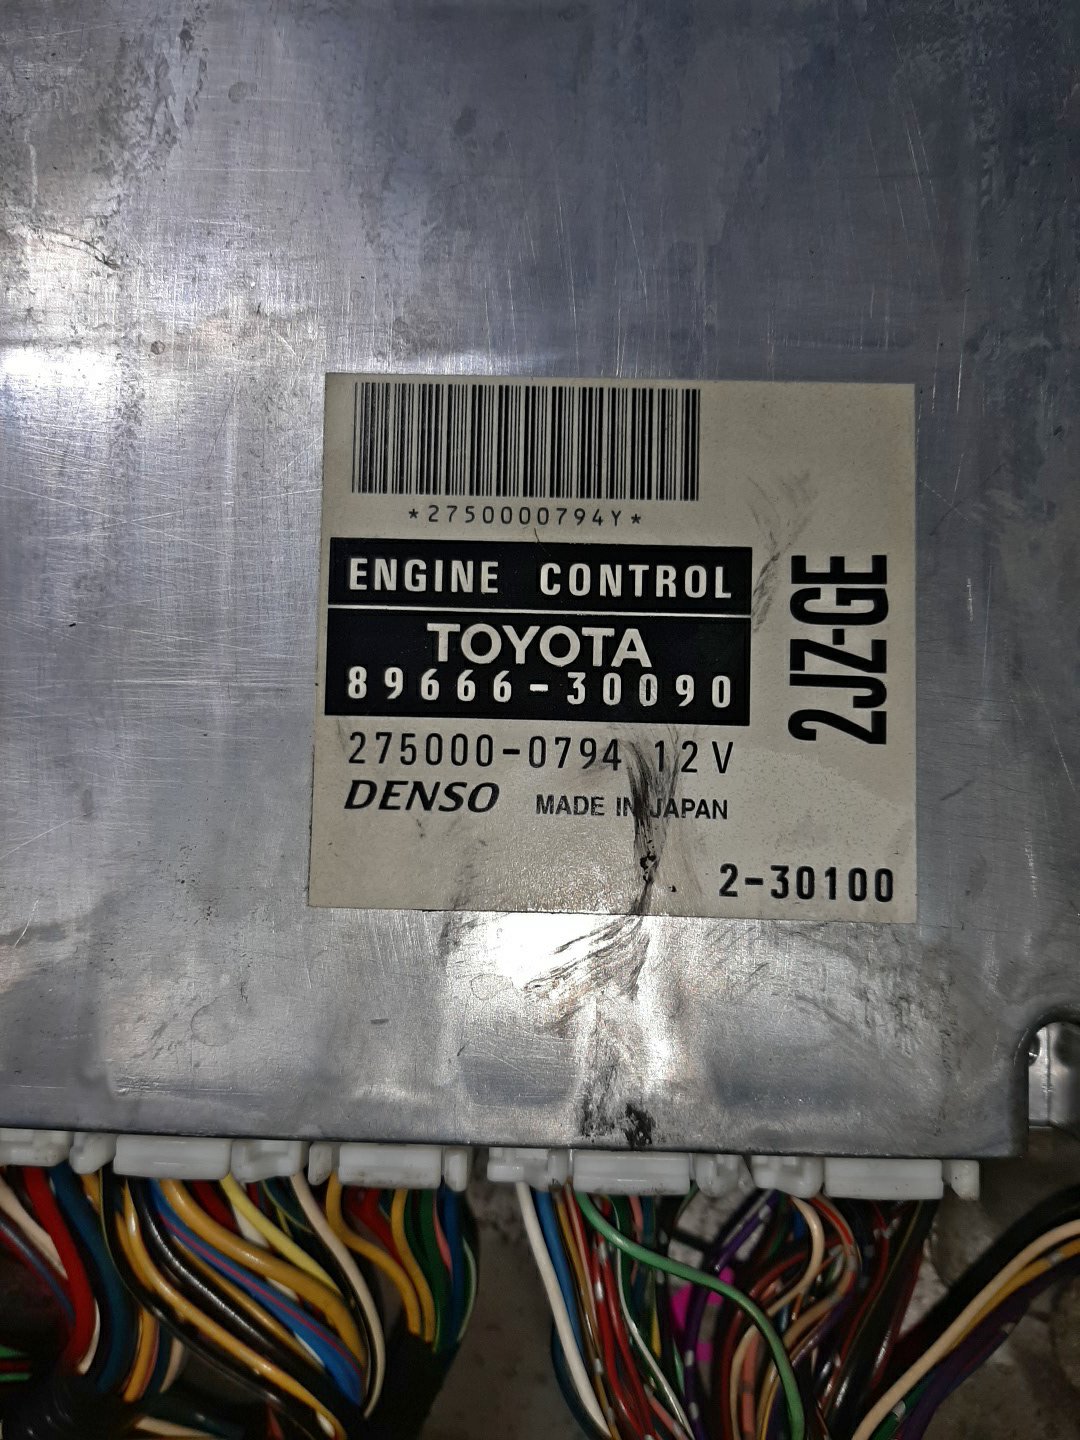 *2750000794Y*
ENGINE CONTROL
TOYOTA
89666-30090
275000-0794 12V
DENSO MADE IN JAPAN
2-30100
2JZ-GE